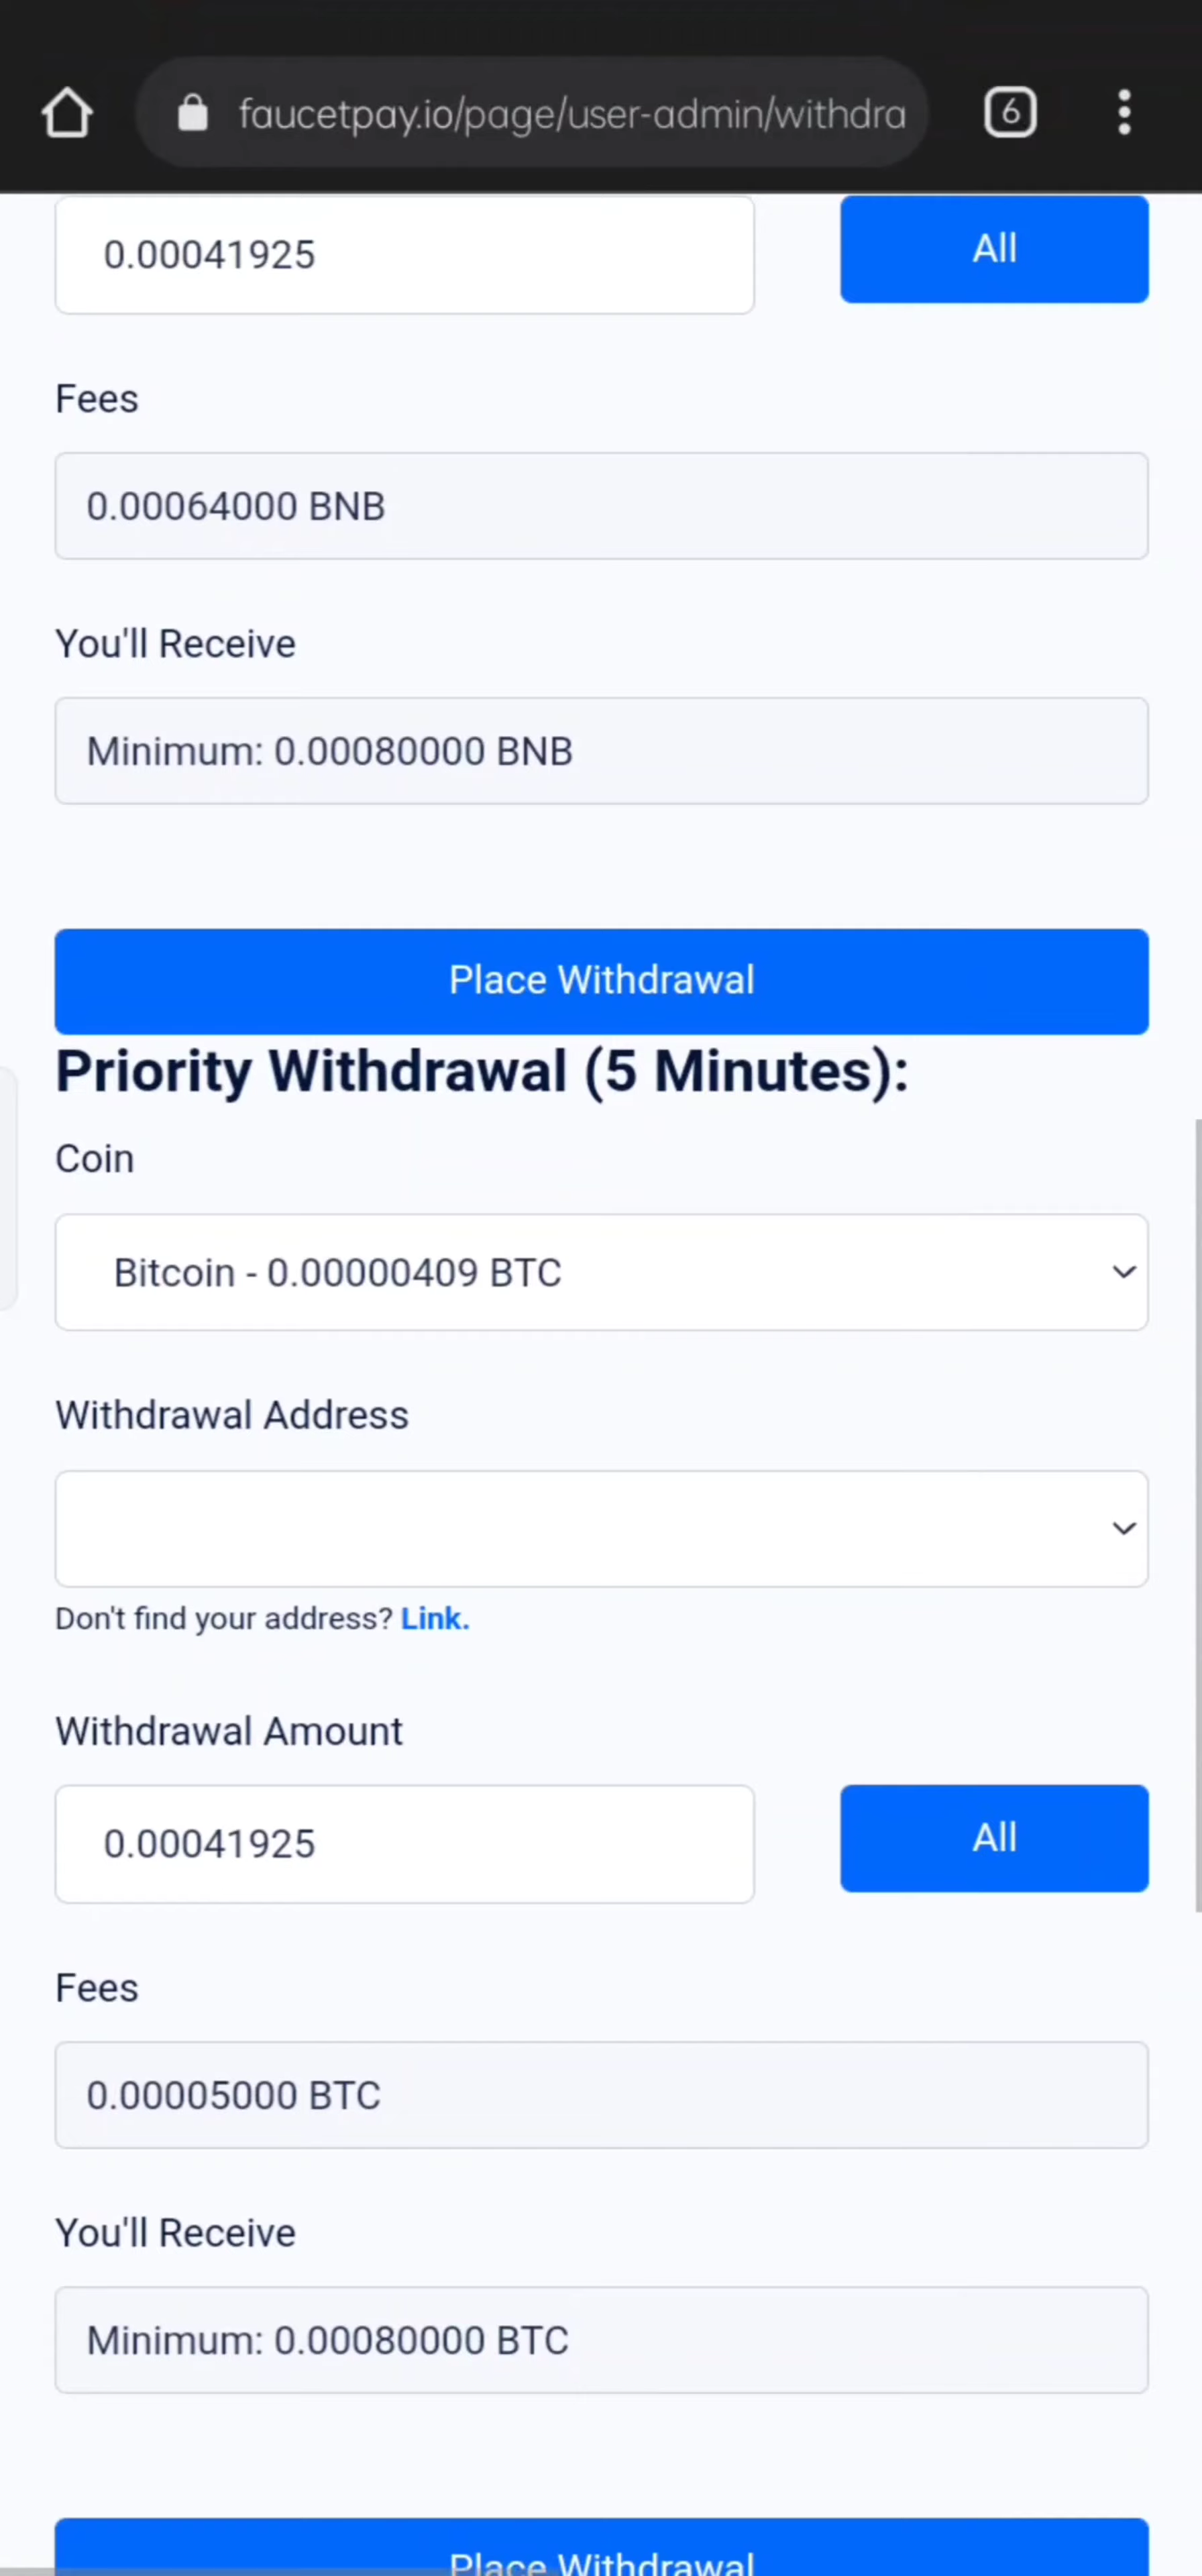 faucetpay.io/page/user-admin/withdra
6
0.00041925
All
Fees
0.00064000 BNB
You'll Receive
Minimum: 0.00080000 BNB
Place Withdrawal
Priority Withdrawal (5 Minutes):
Coin
Bitcoin - 0.00000409 BTC
Withdrawal Address
Don't find your address? Link.
Withdrawal Amount
0.00041925
All
Fees
0.00005000 BTC
You'll Receive
Minimum: 0.00080000 BTC
Place Withdrawal